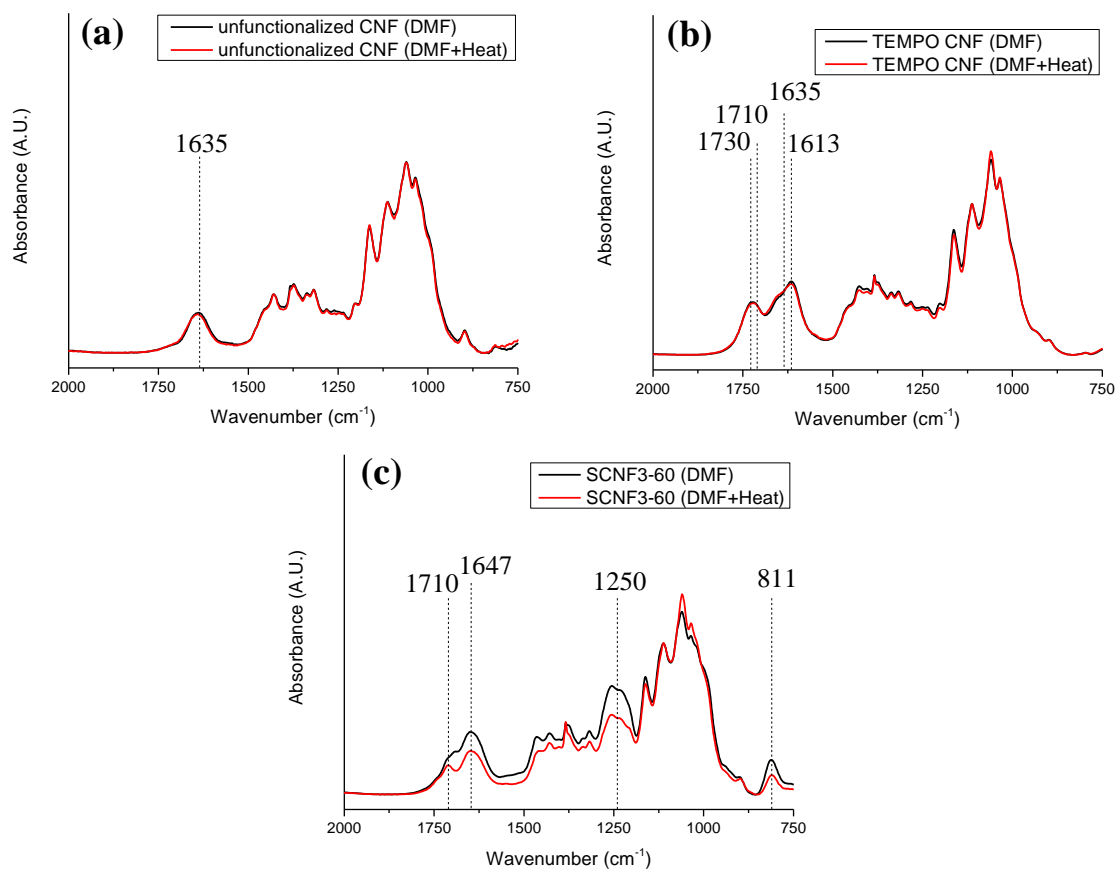 (a)
unfunctionalized CNF (DMF)
unfunctionalized CNF (DMF+Heat)
1635
Absorbance (A.U.)
2000 1750 1500 1250 1000 750
Wavenumber (cm⁻¹)
(b)
TEMPO CNF (DMF)
TEMPO CNF (DMF+Heat)
1635
1710
1730 1613
Absorbance (A.U.)
2000 1750 1500 1250 1000 750
Wavenumber (cm⁻¹)
(c)
SCNF3-60 (DMF)
SCNF3-60 (DMF+Heat)
1710 1647 1250 811
Absorbance (A.U.)
2000 1750 1500 1250 1000 750
Wavenumber (cm⁻¹)